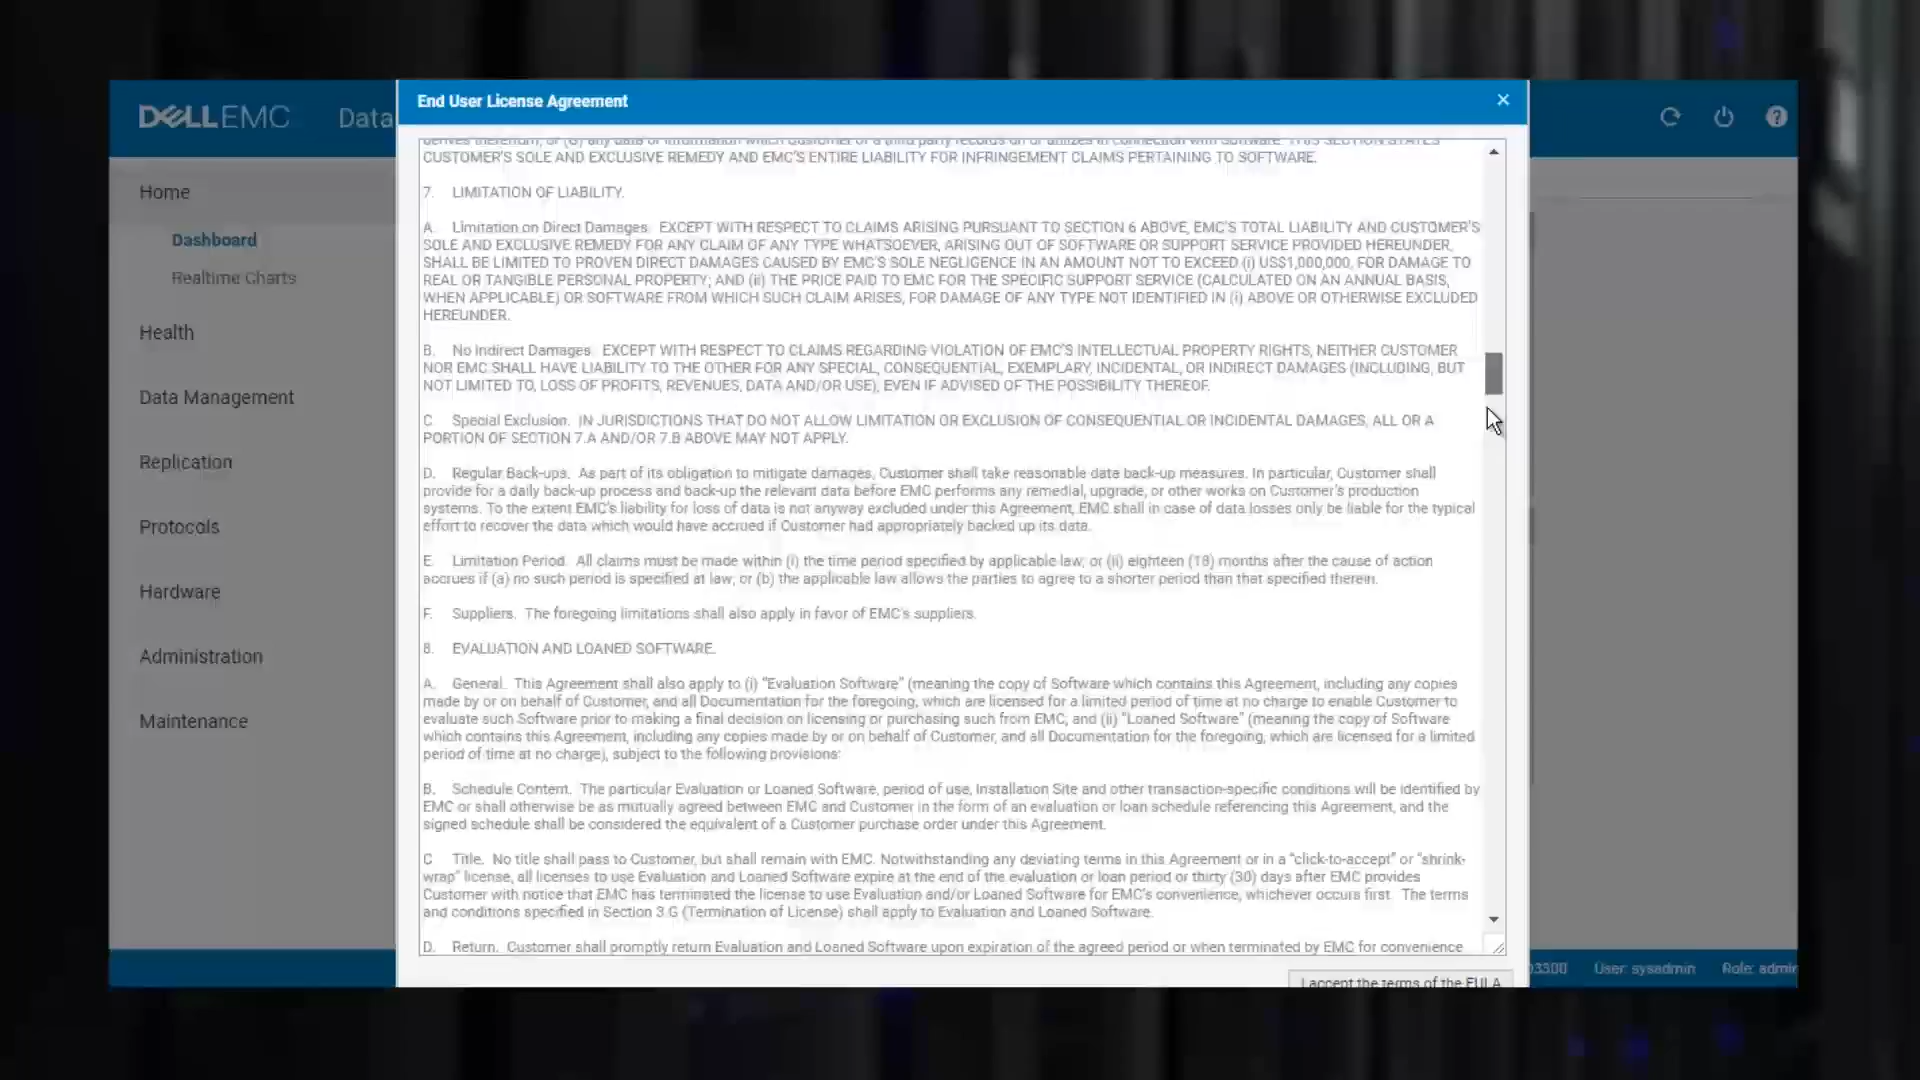 DELLEMC
Data
Home
Dashboard
Realtime Charts
Health
Data Management
Replication
Protocols
Hardware
Administration
Maintenance
End User License Agreement
CUSTOMER'S SOLE AND EXCLUSIVE REMEDY AND EMC'S ENTIRE LIABILITY FOR INFRINGEMENT CLAIMS PERTAINING TO SOFTWARE.
7. LIMITATION OF LIABILITY.
A. Limitation on Direct Damages. EXCEPT WITH RESPECT TO CLAIMS ARISING PURSUANT TO SECTION 6 ABOVE, EMC'S TOTAL LIABILITY AND CUSTOMER'S
SOLE AND EXCLUSIVE REMEDY FOR ANY CLAIM OF ANY TYPE WHATSOEVER, ARISING OUT OF SOFTWARE OR SUPPORT SERVICE PROVIDED HEREUNDER,
SHALL BE LIMITED TO PROVEN DIRECT DAMAGES CAUSED BY EMC'S SOLE NEGLIGENCE IN AN AMOUNT NOT TO EXCEED (i) US$1,000,000, FOR DAMAGE TO
REAL OR TANGIBLE PERSONAL PROPERTY; AND (ii) THE PRICE PAID TO EMC FOR THE SPECIFIC SUPPORT SERVICE (CALCULATED ON AN ANNUAL BASIS,
WHEN APPLICABLE) OR SOFTWARE FROM WHICH SUCH CLAIM ARISES, FOR DAMAGE OF ANY TYPE NOT IDENTIFIED IN (i) ABOVE OR OTHERWISE EXCLUDED
HEREUNDER.
B. No Indirect Damages. EXCEPT WITH RESPECT TO CLAIMS REGARDING VIOLATION OF EMC'S INTELLECTUAL PROPERTY RIGHTS, NEITHER CUSTOMER
NOR EMC SHALL HAVE LIABILITY TO THE OTHER FOR ANY SPECIAL, CONSEQUENTIAL, EXEMPLARY, INCIDENTAL, OR INDIRECT DAMAGES (INCLUDING, BUT
NOT LIMITED TO, LOSS OF PROFITS, REVENUES, DATA AND/OR USE), EVEN IF ADVISED OF THE POSSIBILITY THEREOF.
C. Special Exclusion. IN JURISDICTIONS THAT DO NOT ALLOW LIMITATION OR EXCLUSION OF CONSEQUENTIAL OR INCIDENTAL DAMAGES, ALL OR A
PORTION OF SECTION 7.A AND/OR 7.B ABOVE MAY NOT APPLY.
D. Regular Back-ups. As part of its obligation to mitigate damages, Customer shall take reasonable data back-up measures. In particular, Customer shall
provide for a daily back-up process and back-up the relevant data before EMC performs any remedial, upgrade, or other works on Customer's production
systems. To the extent EMC's liability for loss of data is not anyway excluded under this Agreement, EMC shall in case of data losses only be liable for the typical
effort to recover the data which would have accrued if Customer had appropriately backed up its data.
E. Limitation Period. All claims must be made within (i) the time period specified by applicable law; or (ii) eighteen (18) months after the cause of action
accrues if (a) no such period is specified at law; or (b) the applicable law allows the parties to agree to a shorter period than that specified therein.
F. Suppliers. The foregoing limitations shall also apply in favor of EMC's suppliers.
8. EVALUATION AND LOANED SOFTWARE.
A. General. This Agreement shall also apply to (i) “Evaluation Software” (meaning the copy of Software which contains this Agreement, including any copies
made by or on behalf of Customer, and all Documentation for the foregoing, which are licensed for a limited period of time at no charge to enable Customer to
evaluate such Software prior to making a final decision on licensing or purchasing such from EMC, and (ii) “Loaned Software” (meaning the copy of Software
which contains this Agreement, including any copies made by or on behalf of Customer, and all Documentation for the foregoing, which are licensed for a limited
period of time at no charge), subject to the following provisions:
B. Schedule Content. The particular Evaluation or Loaned Software, period of use, Installation Site and other transaction-specific conditions will be identified by
EMC or shall otherwise be as mutually agreed between EMC and Customer in the form of an evaluation or loan schedule referencing this Agreement, and the
signed schedule shall be considered the equivalent of a Customer purchase order under this Agreement.
C Title. No title shall pass to Customer, but shall remain with EMC. Notwithstanding any deviating terms in this Agreement or in a “click-to-accept” or “shrink-
wrap” license, all licenses to use Evaluation and Loaned Software expire at the end of the evaluation or loan period or thirty (30) days after EMC provides
Customer with notice that EMC has terminated the license to use Evaluation and/or Loaned Software for EMC's convenience, whichever occurs first. The terms
and conditions specified in Section 3.G (Termination of License) shall apply to Evaluation and Loaned Software.
D. Return. Customer shall promptly return Evaluation and Loaned Software upon expiration of the agreed period or when terminated by EMC for convenience
I accept the terms of the EULA
3300 User: sysadmin Role: admin